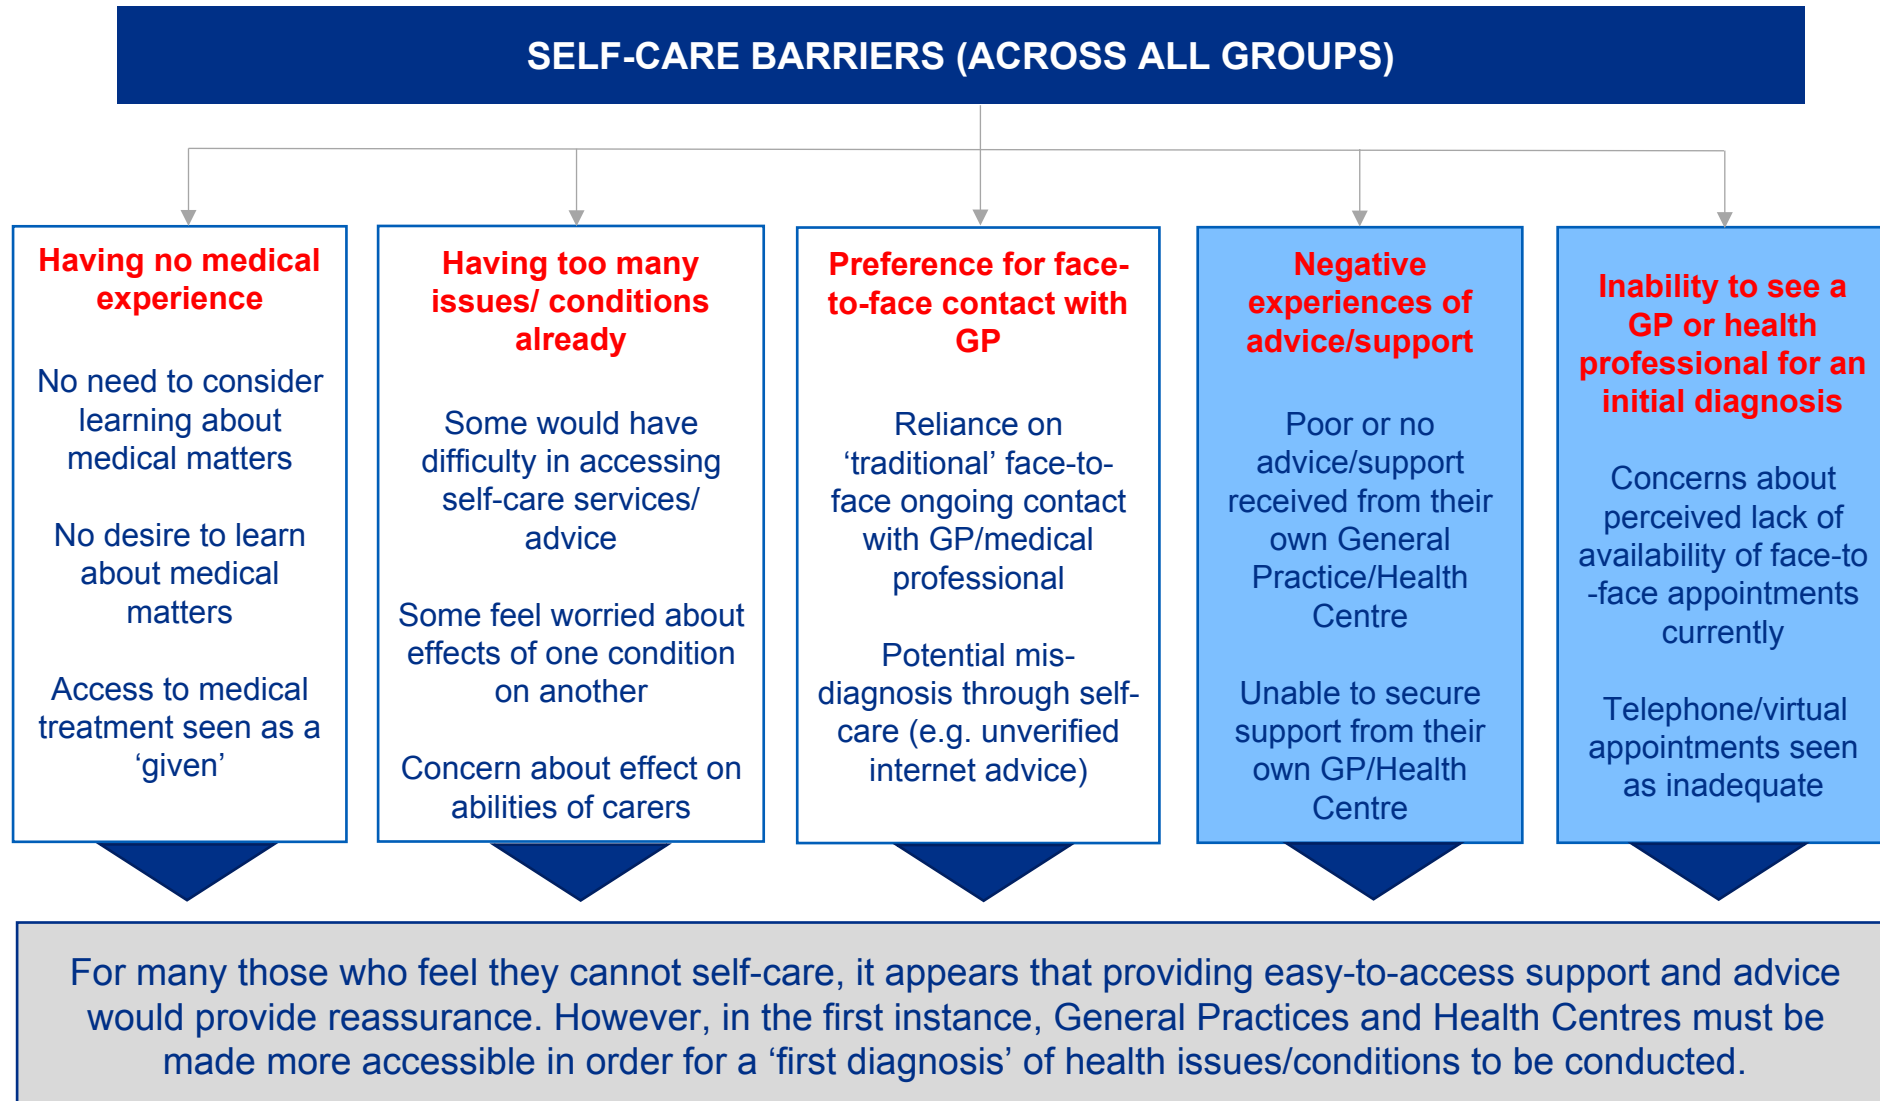 SELF-CARE BARRIERS (ACROSS ALL GROUPS)
Having no medical
experience
No need to consider
learning about
medical matters
No desire to learn
about medical
matters
Access to medical
treatment seen as a
‘given’
Having too many
issues/ conditions
already
Some would have
difficulty in accessing
self-care services/
advice
Some feel worried about
effects of one condition
on another
Concern about effect on
abilities of carers
Preference for face-
to-face contact with
GP
Reliance on
‘traditional’ face-to-
face ongoing contact
with GP/medical
professional
Potential mis-
diagnosis through self-
care (e.g. unverified
internet advice)
Negative
experiences of
advice/support
Poor or no
advice/support
received from their
own General
Practice/Health
Centre
Unable to secure
support from their
own GP/Health
Centre
Inability to see a
GP or health
professional for an
initial diagnosis
Concerns about
perceived lack of
availability of face-to
-face appointments
currently
Telephone/virtual
appointments seen
as inadequate
For many those who feel they cannot self-care, it appears that providing easy-to-access support and advice
would provide reassurance. However, in the first instance, General Practices and Health Centres must be
made more accessible in order for a ‘first diagnosis’ of health issues/conditions to be conducted.